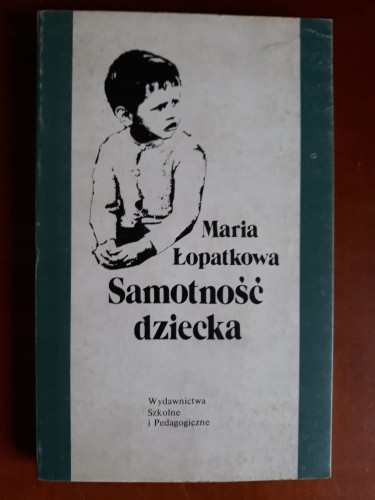 Maria
Łopatkowa
Samotność
dziecka
Wydawnictwa
Szkolne
i Pedagogiczne